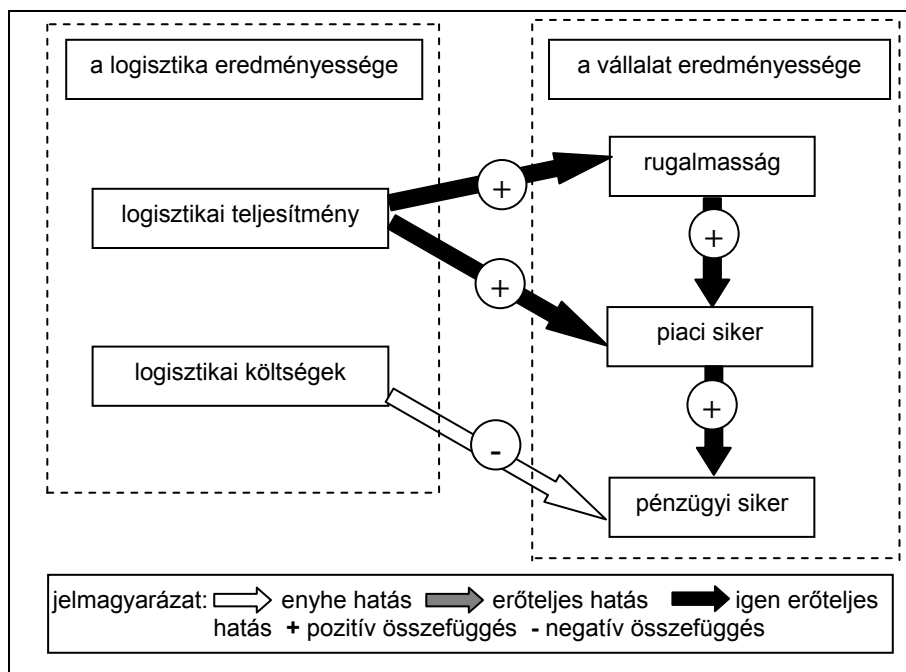 a logisztika eredményessége
a vállalat eredményessége
rugalmasság
+
logisztikai teljesítmény
+
+
piaci siker
logisztikai költségek
+
-
pénzügyi siker
jelmagyarázat: enyhe hatás erőteljes hatás igen erőteljes
hatás + pozitív összefüggés - negatív összefüggés